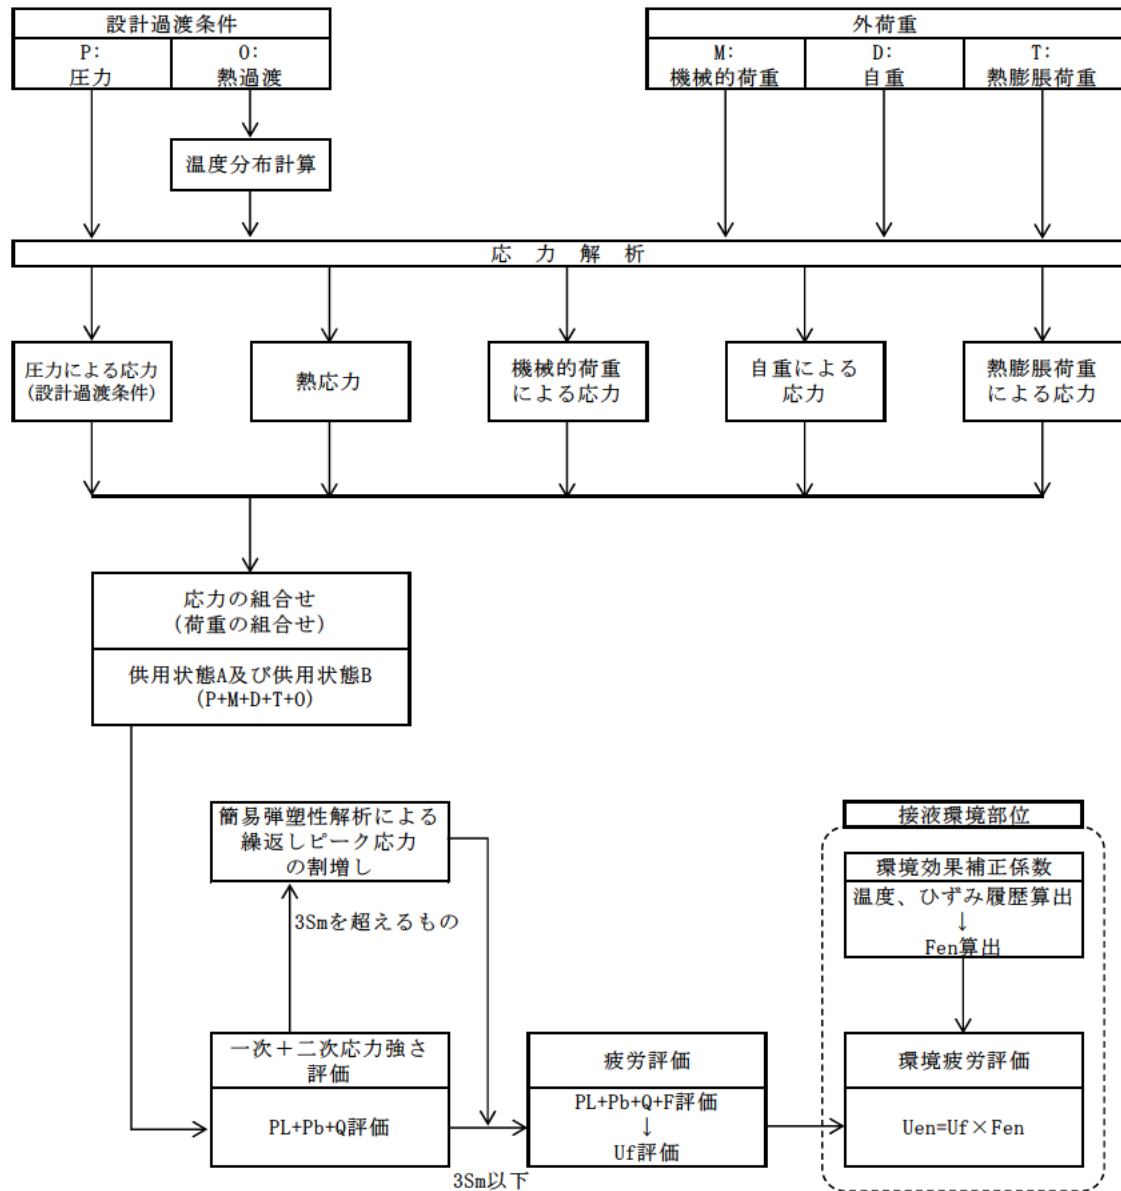 設計過渡条件
P:
圧力
O:
熱過渡
外荷重
M:
機械的荷重
D:
自重
T:
熱膨脹荷重
温度分布計算
応 力 解 析
圧力による応力
(設計過渡条件)
熱応力
機械的荷重
による応力
自重による
応力
熱膨脹荷重
による応力
応力の組合せ
(荷重の組合せ)
供用状態A及び供用状態B
(P+M+D+T+O)
簡易弾塑性解析による
繰返しピーク応力
の割増し
3Smを超えるもの
一次＋二次応力強さ
評価
PL+Pb+Q評価
3Sm以下
疲労評価
PL+Pb+Q+F評価
↓
Uf評価
接液環境部位
環境効果補正係数
温度、ひずみ履歴算出
↓
Fen算出
環境疲労評価
Uen=Uf×Fen